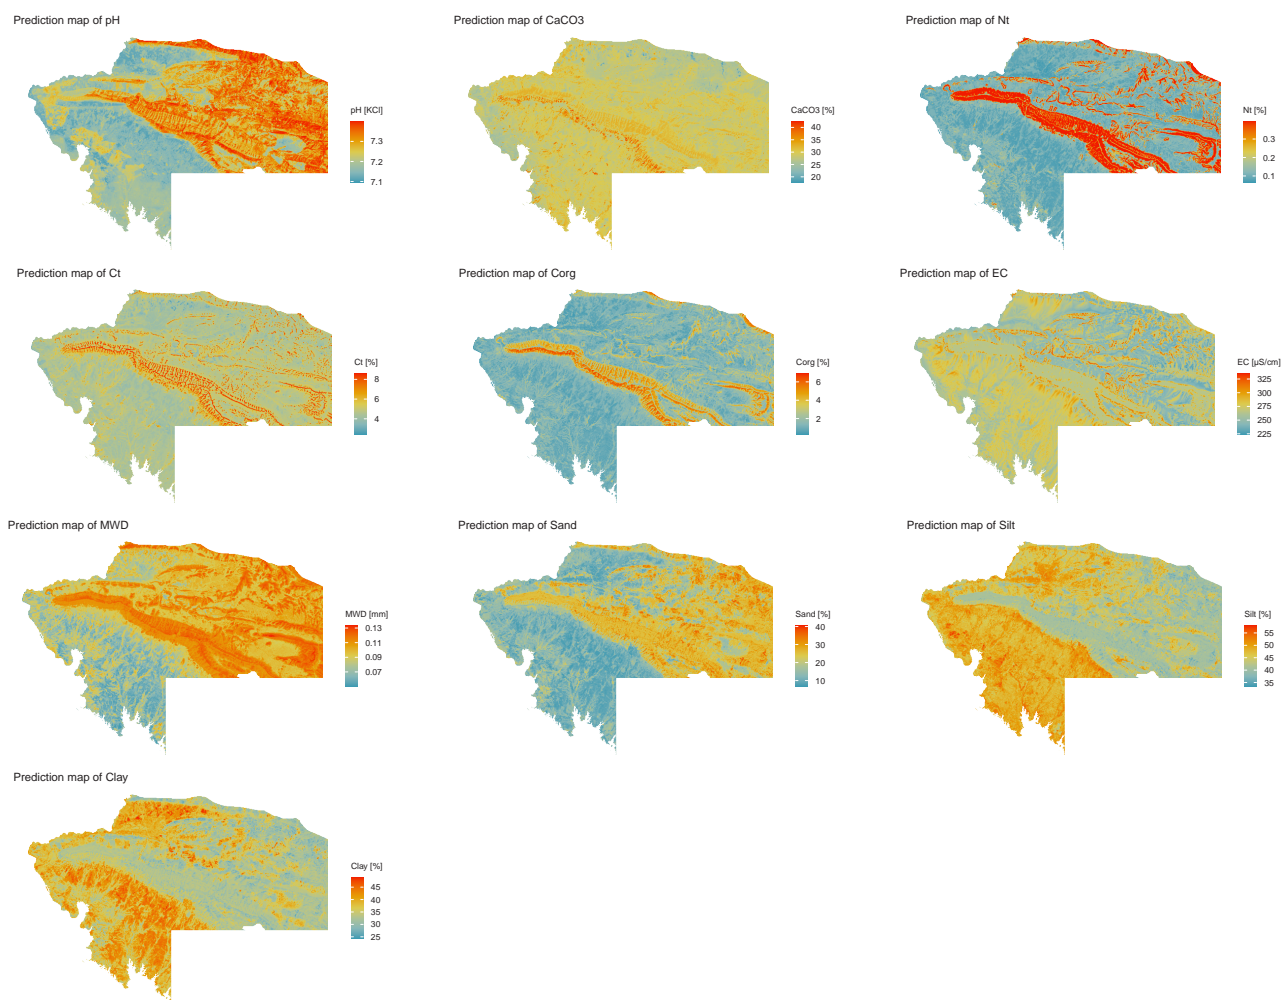 Prediction map of pH
pH [KCl]
7.3
7.2
7.1
Prediction map of CaCO3
CaCO3 [%]
40
35
30
25
20
Prediction map of Nt
Nt [%]
0.3
0.2
0.1
Prediction map of Ct
Ct [%]
8
6
4
Prediction map of Corg
Corg [%]
6
4
2
Prediction map of EC
EC [µS/cm]
325
300
275
250
225
Prediction map of MWD
MWD [mm]
0.13
0.11
0.09
0.07
Prediction map of Sand
Sand [%]
40
30
20
10
Prediction map of Silt
Silt [%]
55
50
45
40
35
Prediction map of Clay
Clay [%]
45
40
35
30
25